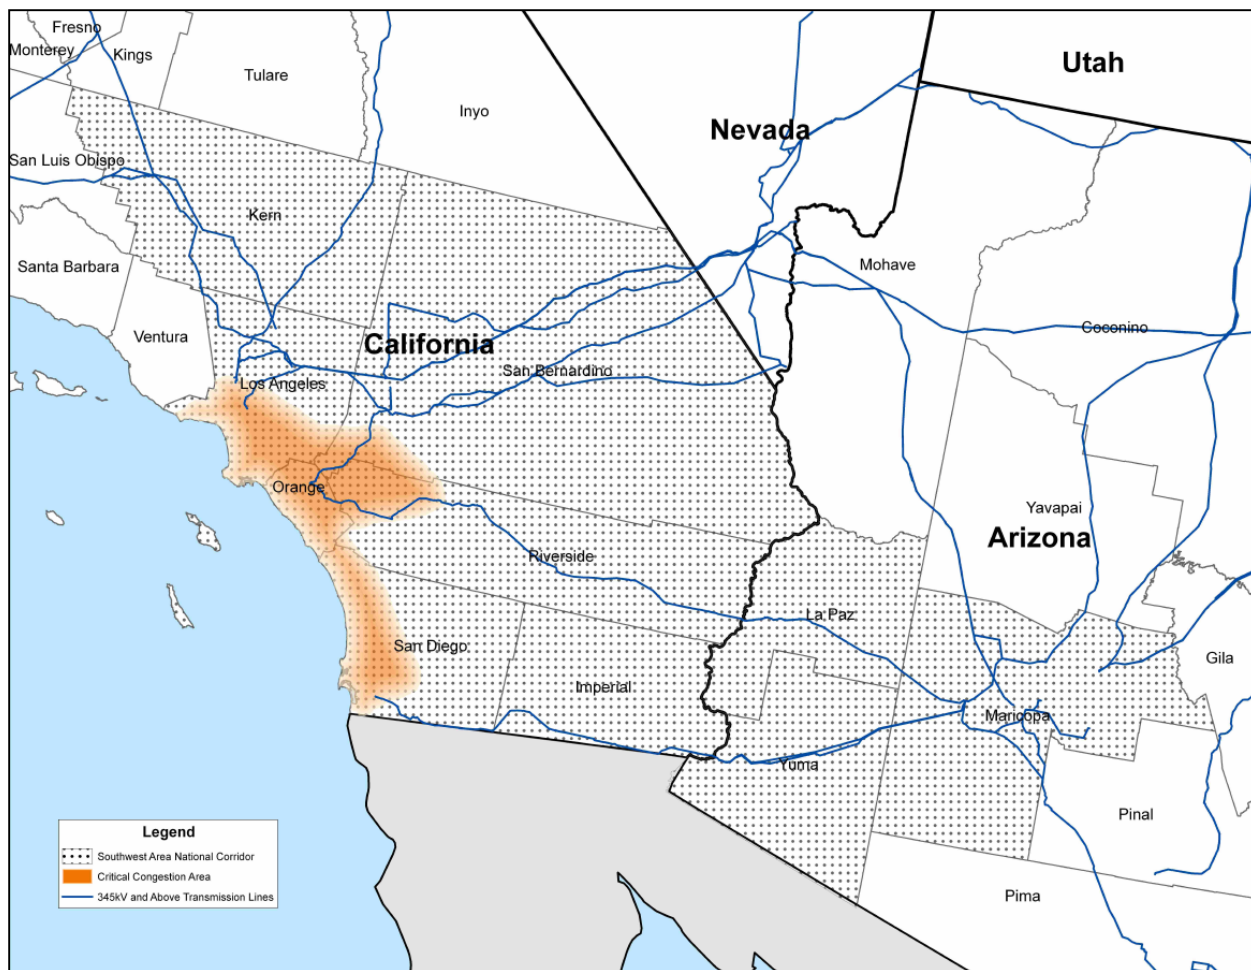 Fresno
Monterey
Kings
Tulare
Inyo
Utah
Nevada
San Luis Obispo
Kern
Santa Barbara
Mohave
Ventura
California
Coconino
San Bernardino
Los Angeles
Orange
Yavapai
Arizona
Riverside
La Paz
San Diego
Gila
Imperial
Maricopa
Yuma
Pinal
Pima
Legend
Southwest Area National Corridor
Critical Congestion Area
345kV and Above Transmission Lines